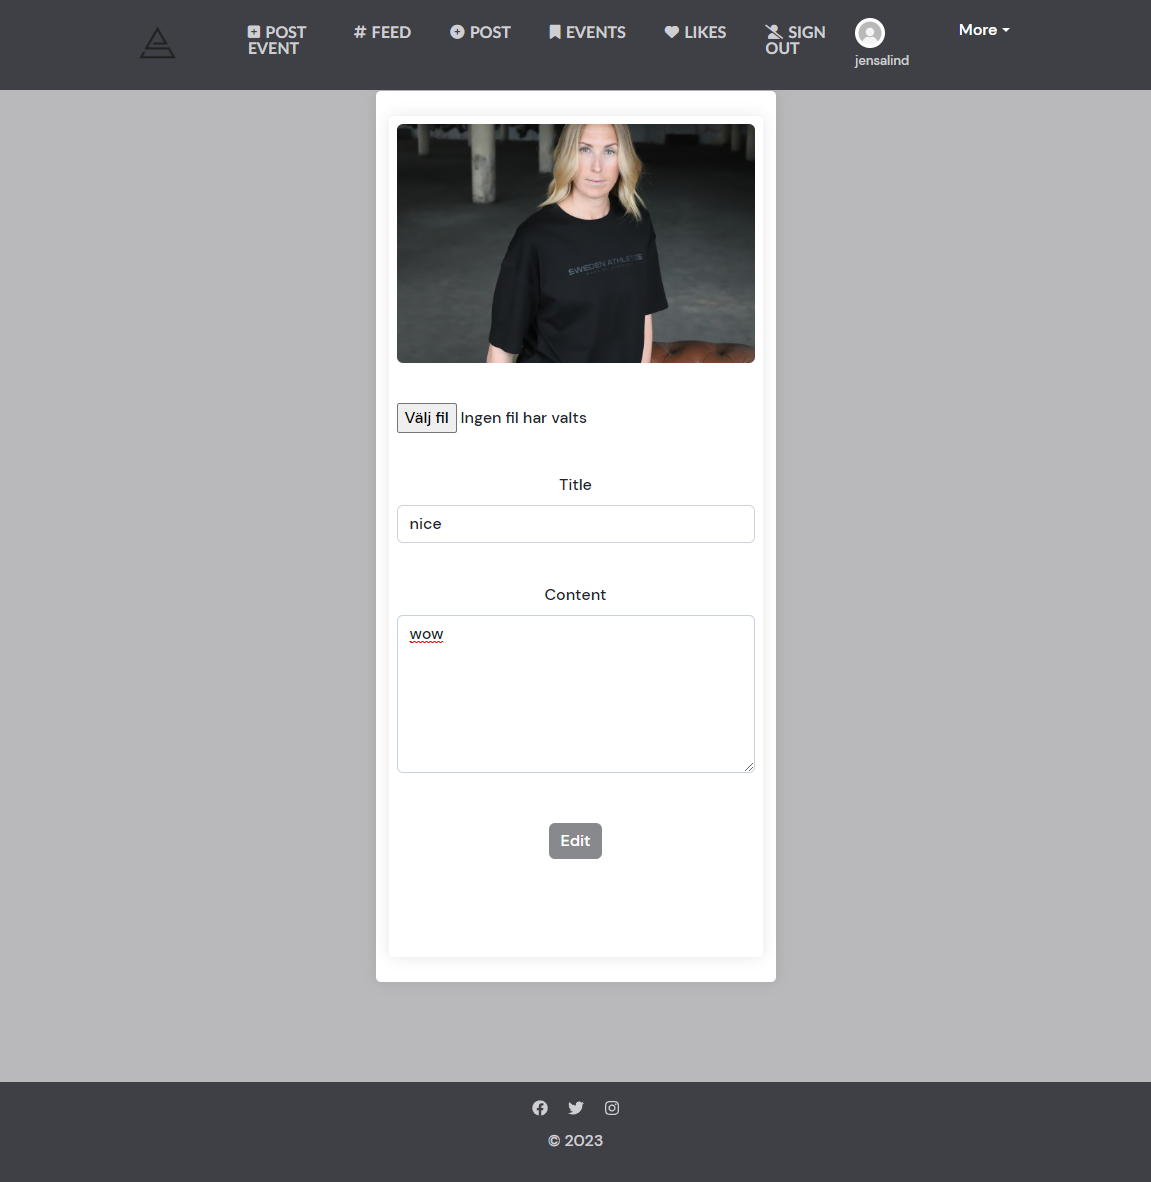 POST EVENT
FEED
POST
EVENTS
LIKES
SIGN OUT
jensalind
More
SWEDEN ATHLETES
Välj fil Ingen fil har valts
Title
nice
Content
wow
Edit
© 2023